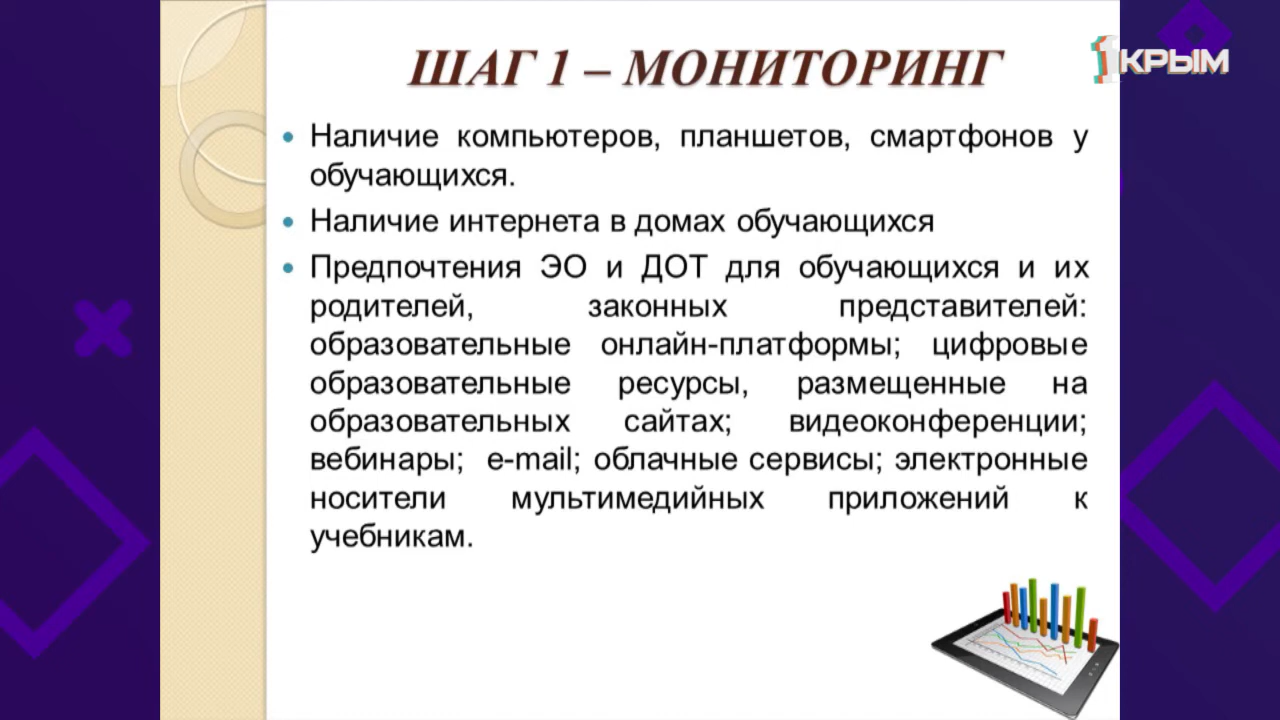 ШАГ 1 – МОНИТОРИНГ
1 КРЫМ
• Наличие компьютеров, планшетов, смартфонов у
обучающихся.
• Наличие интернета в домах обучающихся
• Предпочтения ЭО и ДОТ для обучающихся и их
родителей, законных представителей:
образовательные онлайн-платформы; цифровые
образовательные ресурсы, размещенные на
образовательных сайтах; видеоконференции;
вебинары; e-mail; облачные сервисы; электронные
носители мультимедийных приложений к
учебникам.